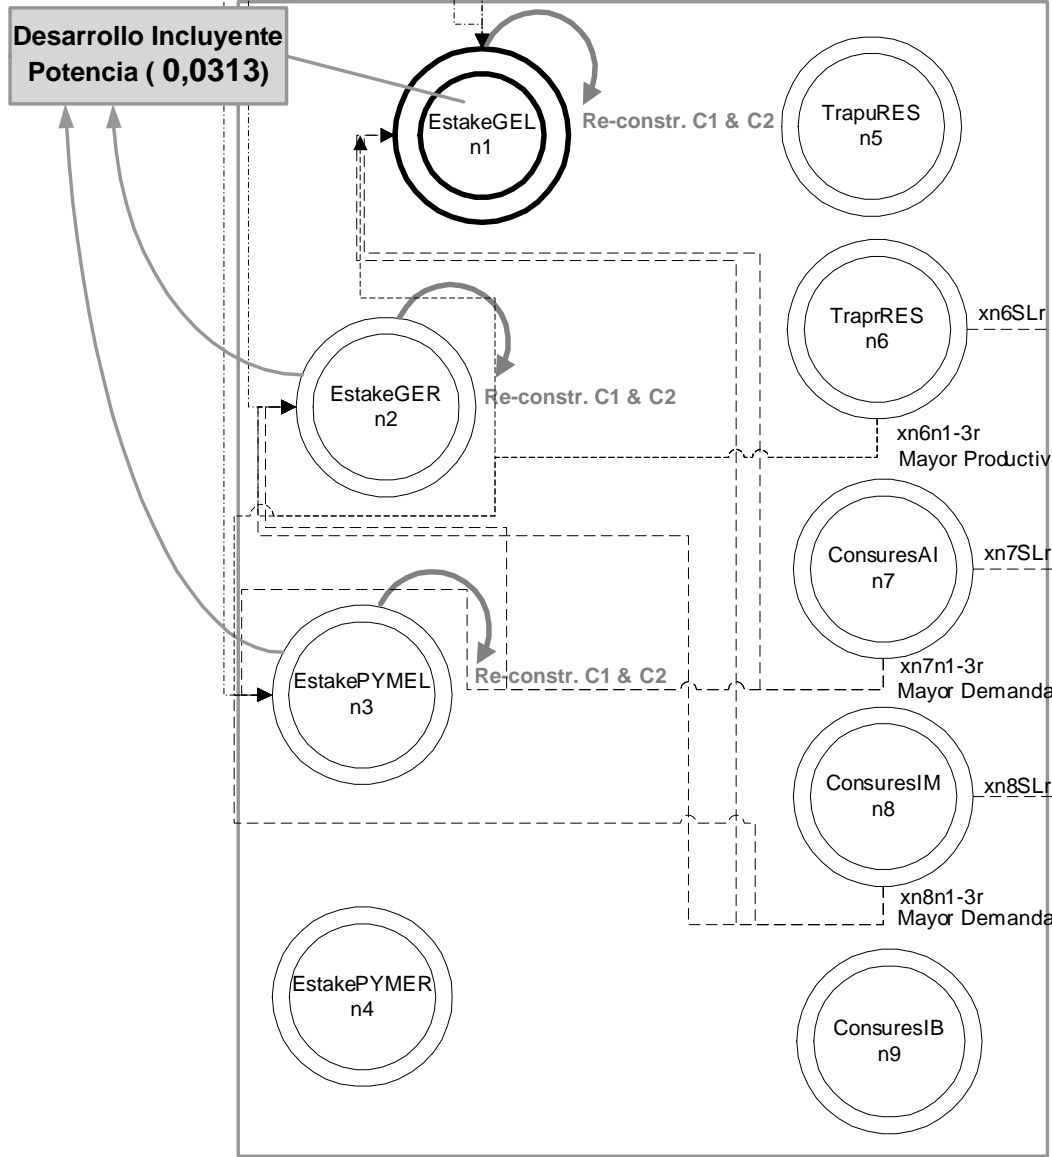 Desarrollo Incluyente
Potencia ( 0,0313)
EstakeGEL
n1
Re-constr. C1 & C2
TrapuRES
n5
TraprRES
n6
xn6SLr
EstakeGER
n2
Re-constr. C1 & C2
xn6n1-3r
Mayor Productiv
ConsuresAI
n7
xn7SLr
EstakePYMEL
n3
Re-constr. C1 & C2
xn7n1-3r
Mayor Demanda
ConsuresIM
n8
xn8SLr
xn8n1-3r
Mayor Demanda
EstakePYMER
n4
ConsuresIB
n9